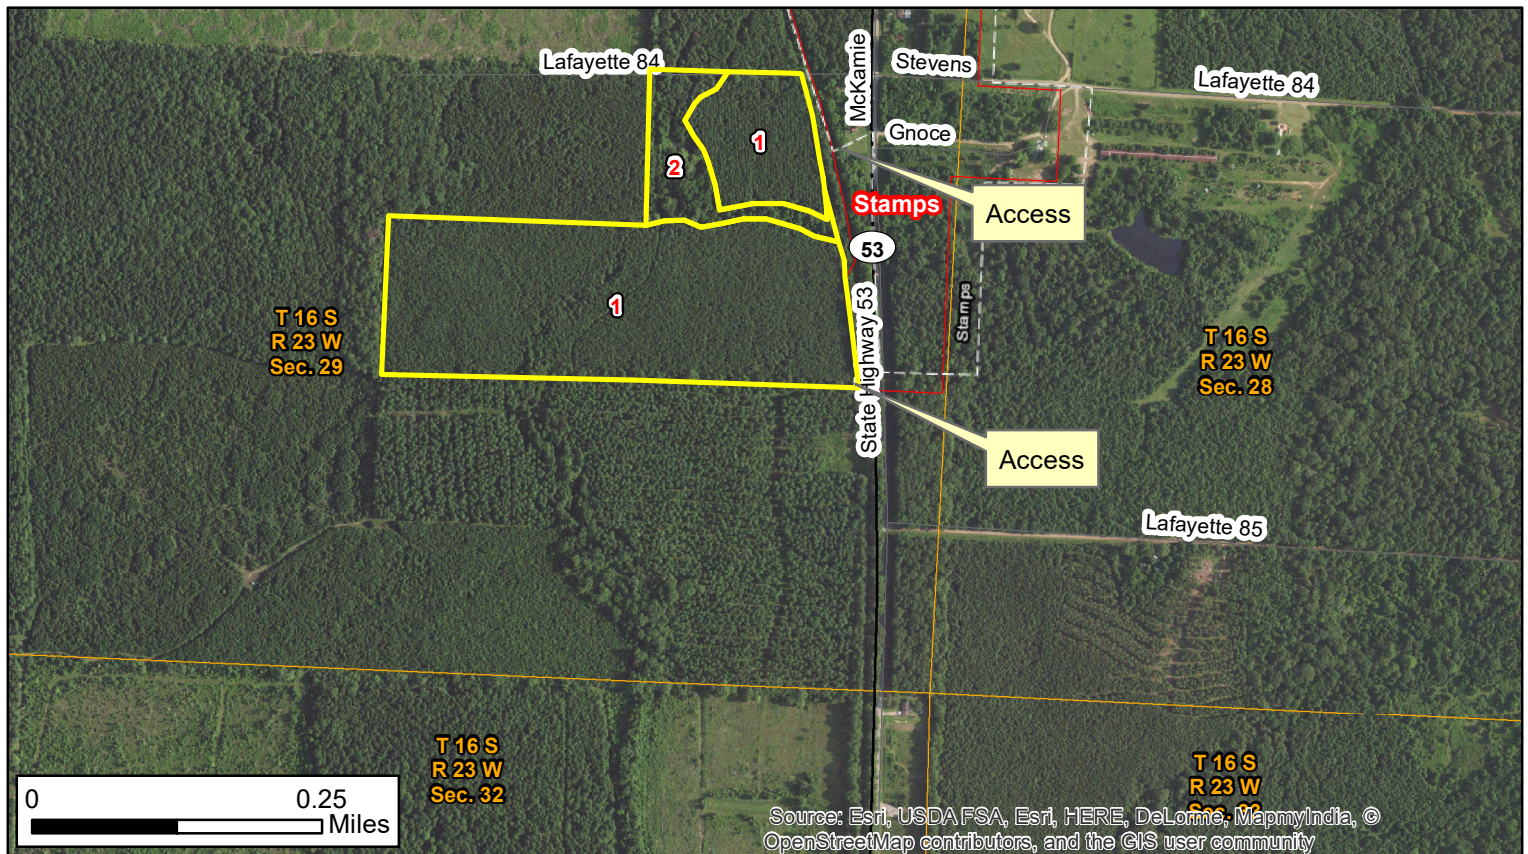 Lafayette 84
McKamie
Stevens
Lafayette 84
Gnoce
1
2
Stamps
Access
53
1
T 16 S
R 23 W
Sec. 29
Stamps
State Highway 53
T 16 S
R 23 W
Sec. 28
Access
Lafayette 85
T 16 S
R 23 W
Sec. 32
T 16 S
R 23 W
Sec.
0 0.25
Miles
Source: Esri, USDA FSA, Esri, HERE, DeLorme, MapmyIndia, ©
OpenStreetMap contributors, and the GIS user community